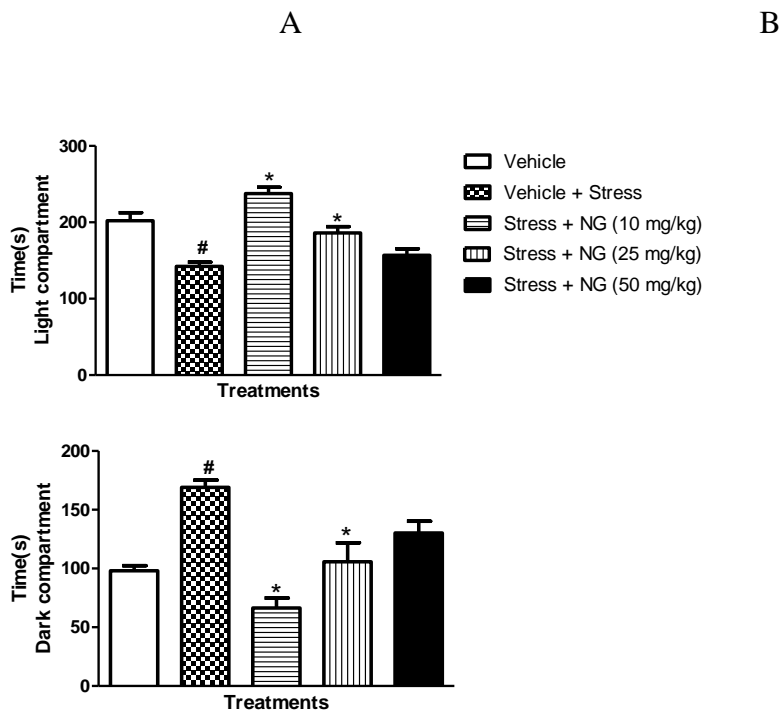 A B
300
200
100
0
Time(s)
Light compartment
#
*
*
Treatments
Vehicle
Vehicle + Stress
Stress + NG (10 mg/kg)
Stress + NG (25 mg/kg)
Stress + NG (50 mg/kg)
200
150
100
50
0
Time(s)
Dark compartment
#
*
*
Treatments